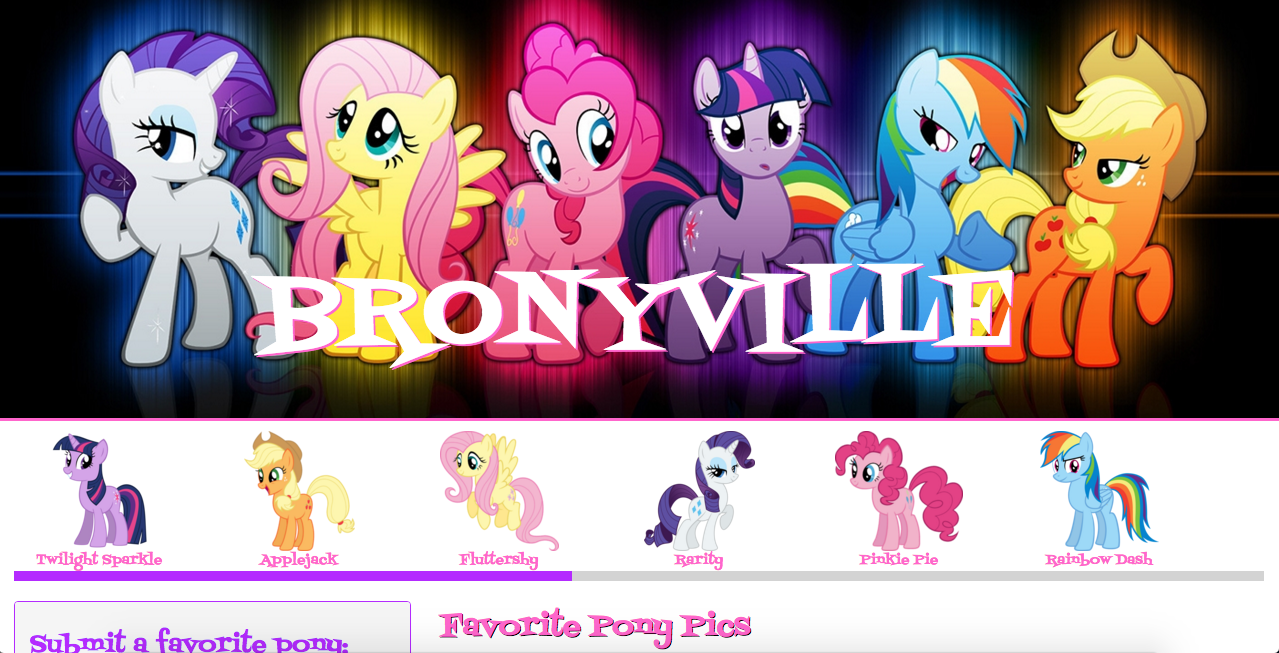 BRONYVILLE
Twilight Sparkle
Applejack
Fluttershy
Rarity
Pinkie Pie
Rainbow Dash
Submit a favorite pony:
Favorite Pony Pics